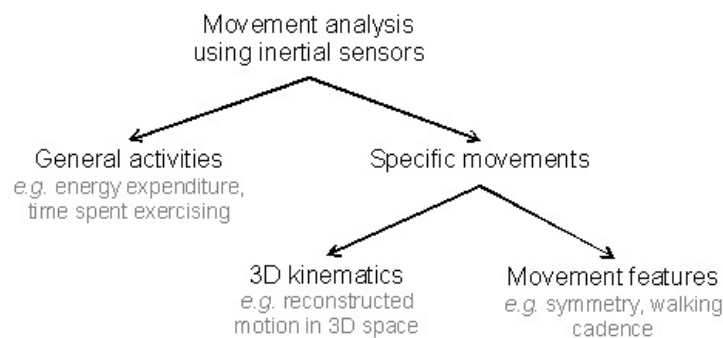 Movement analysis
using inertial sensors
General activities
e.g. energy expenditure,
time spent exercising
Specific movements
3D kinematics
e.g. reconstructed
motion in 3D space
Movement features
e.g. symmetry, walking
cadence